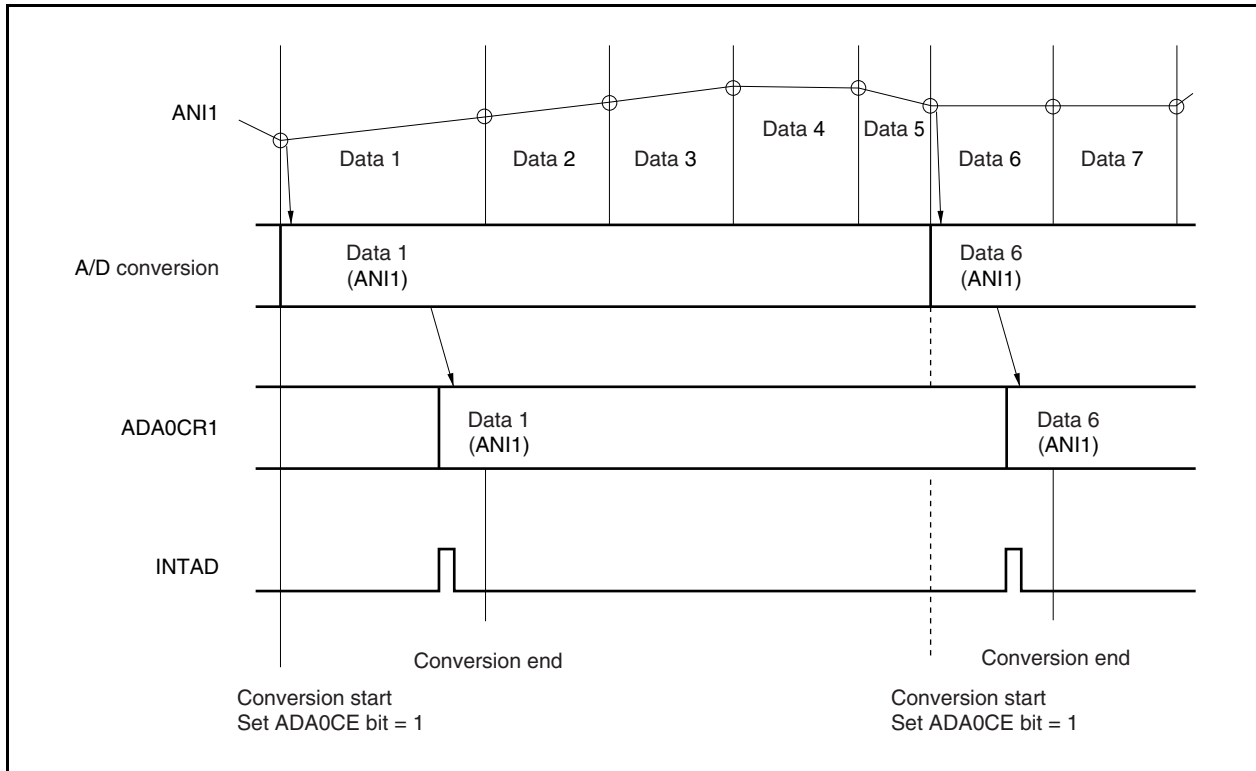 ANI1
Data 1
Data 2
Data 3
Data 4
Data 5
Data 6
Data 7
A/D conversion
Data 1
(ANI1)
Data 6
(ANI1)
ADA0CR1
Data 1
(ANI1)
Data 6
(ANI1)
INTAD
Conversion end
Conversion end
Conversion start
Set ADA0CE bit = 1
Conversion start
Set ADA0CE bit = 1